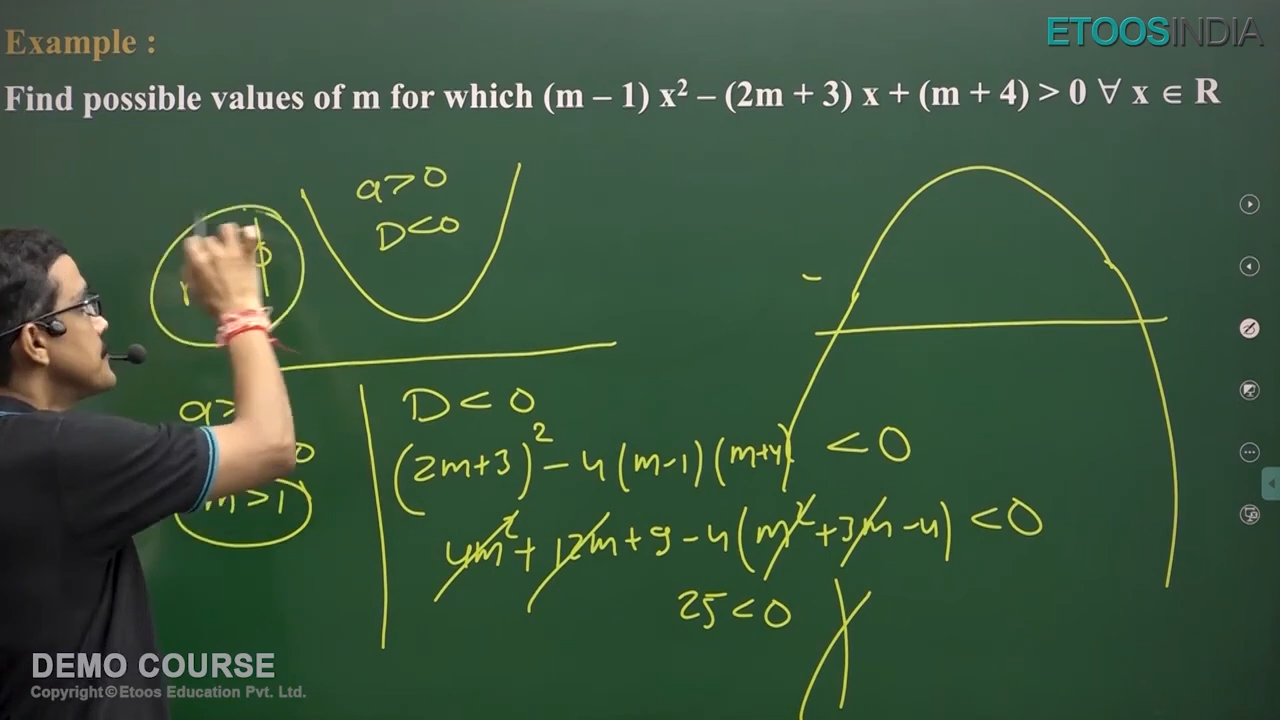 Example :
ETOOSINDIA
Find possible values of m for which (m – 1) x² – (2m + 3) x + (m + 4) > 0 ∀ x ∈ R
a>0
D<0
ϕ
-
a>
0
m>1
D<0
(2m+3)² - 4(m-1)(m+4) <0
4m² + 12m + 9 - 4(m² + 3m - 4) <0
25<0
DEMO COURSE
Copyright © Etoos Education Pvt. Ltd.